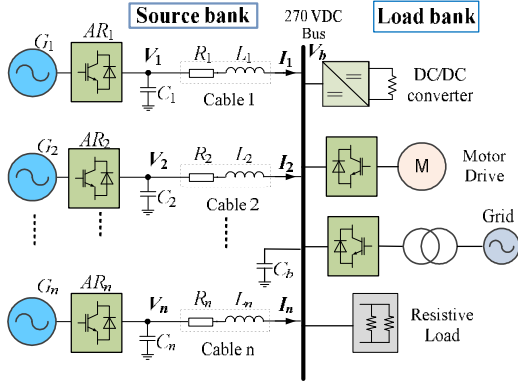 Source bank
270 VDC
Bus
Load bank
G1
AR1
V1
R1
L1
I1
Vb
C1
Cable 1
DC/DC
converter
G2
AR2
V2
R2
L2
I2
C2
Cable 2
M
Motor
Drive
Cb
Grid
Gn
ARn
Vn
Rn
Ln
In
Cn
Cable n
Resistive
Load